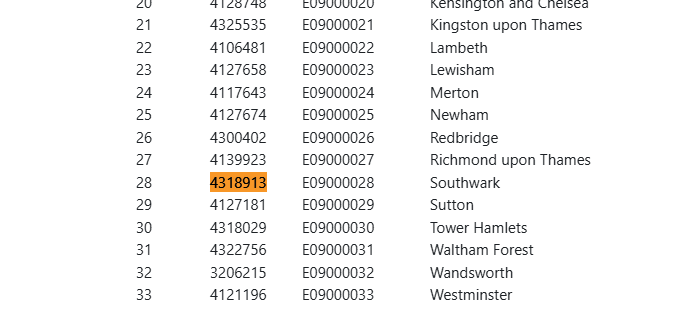 20 4128748 E09000020 Kensington and Chelsea
21 4325535 E09000021 Kingston upon Thames
22 4106481 E09000022 Lambeth
23 4127658 E09000023 Lewisham
24 4117643 E09000024 Merton
25 4127674 E09000025 Newham
26 4300402 E09000026 Redbridge
27 4139923 E09000027 Richmond upon Thames
28 4318913 E09000028 Southwark
29 4127181 E09000029 Sutton
30 4318029 E09000030 Tower Hamlets
31 4322756 E09000031 Waltham Forest
32 3206215 E09000032 Wandsworth
33 4121196 E09000033 Westminster